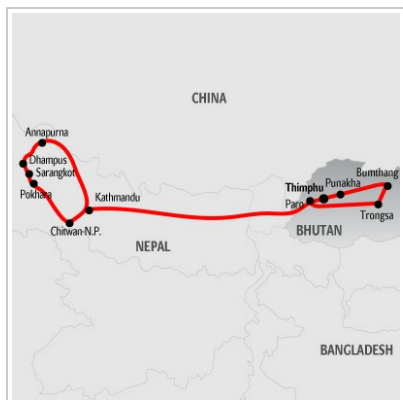 CHINA
Annapurna
Dhampus
Sarangkot
Pokhara
Kathmandu
Chitwan-N.P.
NEPAL
Bumthang
Thimphu
Punakha
Paro
Trongsa
BHUTAN
BANGLADESH